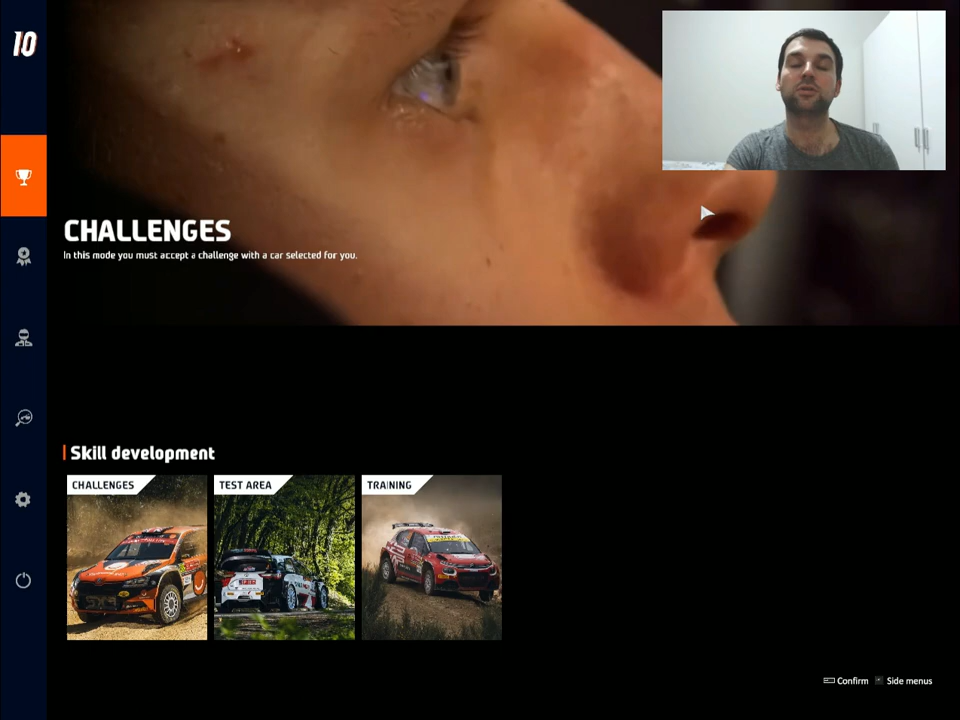 10
CHALLENGES
In this mode you must accept a challenge with a car selected for you.
Skill development
CHALLENGES
TEST AREA
TRAINING
Confirm
Side menus